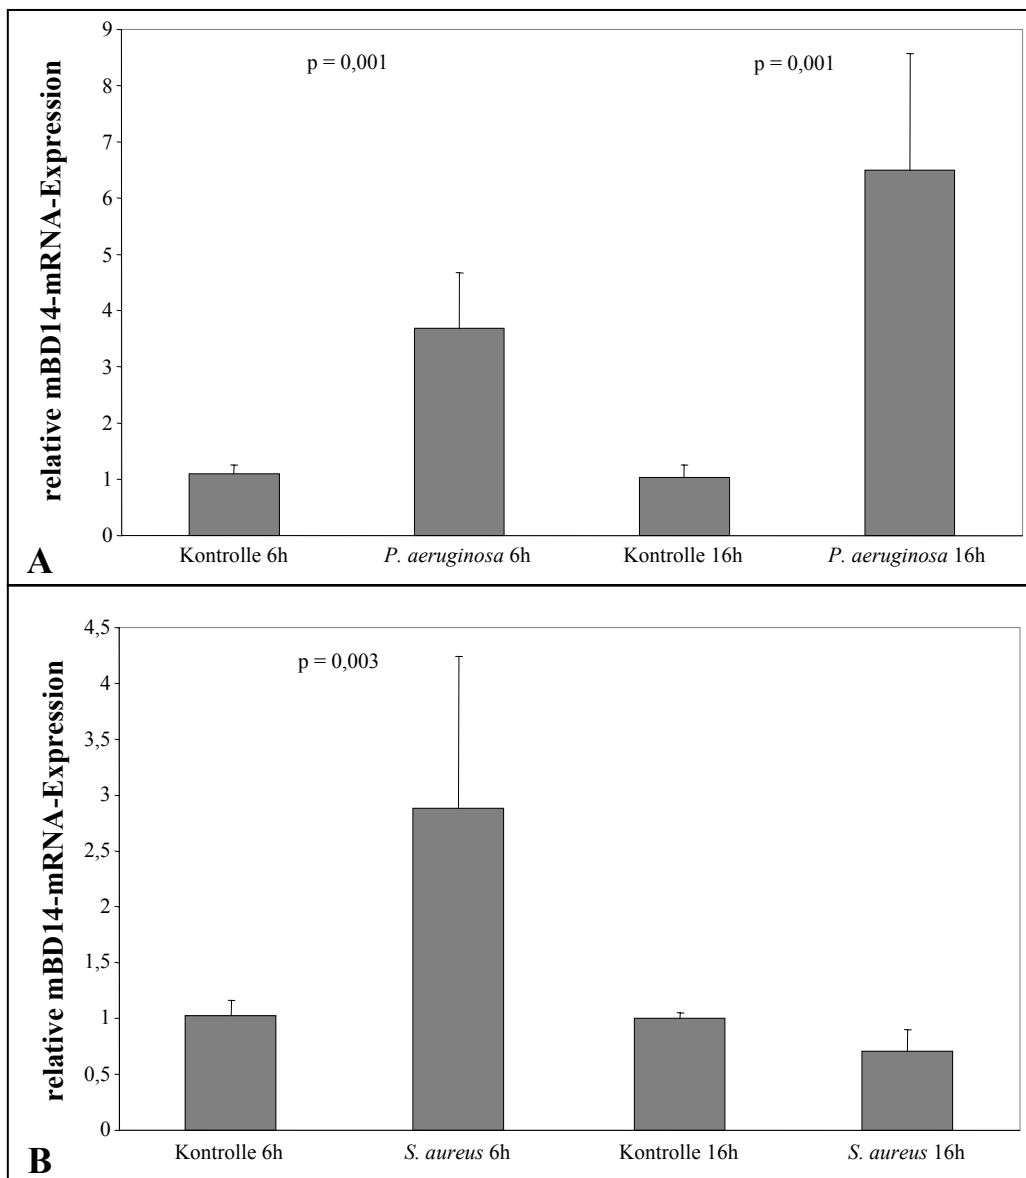 relative mBD14-mRNA-Expression
9
8
7
6
5
4
3
2
1
0
p = 0,001
p = 0,001
Kontrolle 6h
P. aeruginosa 6h
Kontrolle 16h
P. aeruginosa 16h
A
relative mBD14-mRNA-Expression
4,5
4
3,5
3
2,5
2
1,5
1
0,5
0
p = 0,003
Kontrolle 6h
S. aureus 6h
Kontrolle 16h
S. aureus 16h
B